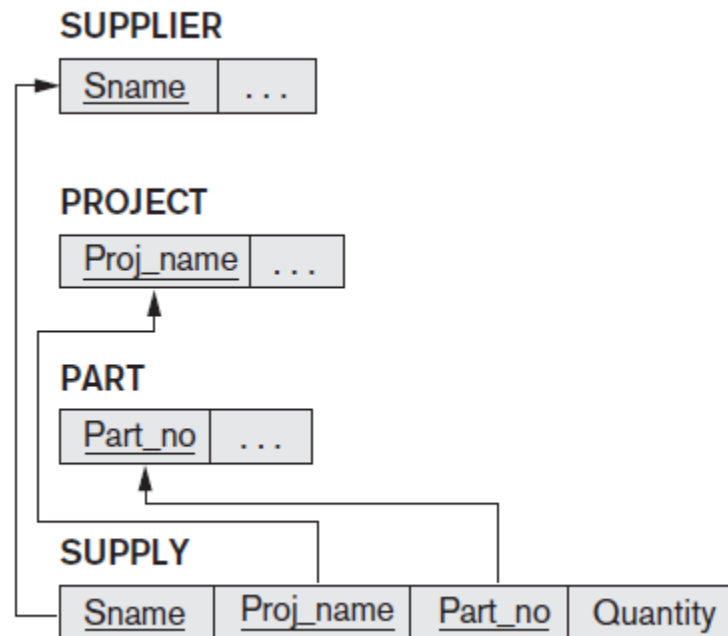 SUPPLIER
Sname ...
PROJECT
Proj_name ...
PART
Part_no ...
SUPPLY
Sname Proj_name Part_no Quantity